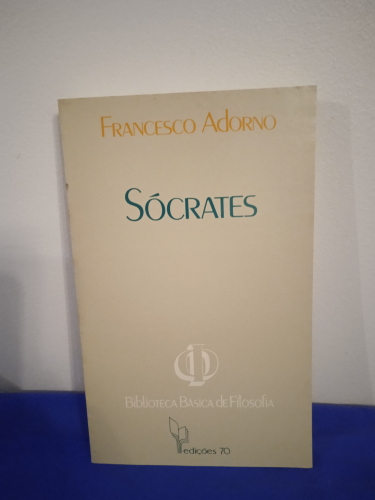 Francesco Adorno
Sócrates
Biblioteca Básica de Filosofia
edições 70